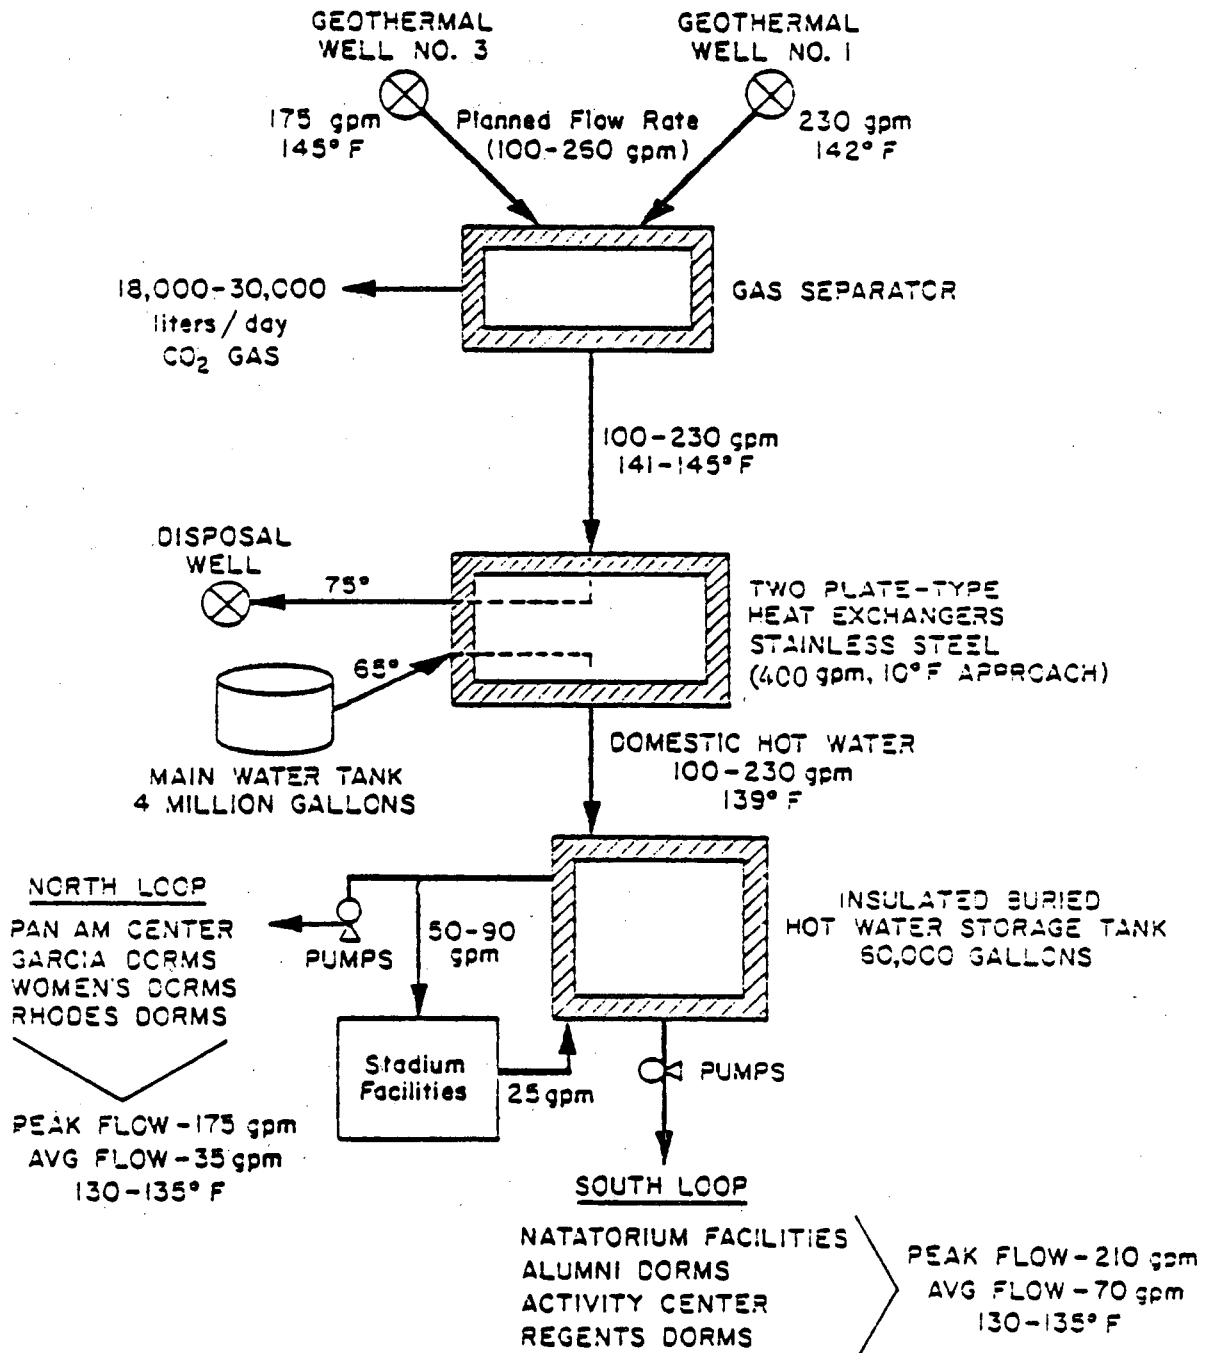 GEOTHERMAL
WELL NO. 3
GEOTHERMAL
WELL NO. 1
175 gpm
145° F
Planned Flow Rate
(100-260 gpm)
230 gpm
142° F
18,000-30,000
liters / day
CO2 GAS
GAS SEPARATOR
100-230 gpm
141-145° F
DISPOSAL
WELL
75°
65°
TWO PLATE-TYPE
HEAT EXCHANGERS
STAINLESS STEEL
(400 gpm, 10° F APPROACH)
MAIN WATER TANK
4 MILLION GALLONS
DOMESTIC HOT WATER
100-230 gpm
139° F
NORTH LOOP
PAN AM CENTER
GARCIA DORMS
WOMEN'S DORMS
RHODES DORMS
PUMPS
50-90
gpm
INSULATED BURIED
HOT WATER STORAGE TANK
60,000 GALLONS
Stadium
Facilities
25 gpm
PUMPS
PEAK FLOW - 175 gpm
AVG FLOW - 35 gpm
130-135° F
SOUTH LOOP
NATATORIUM FACILITIES
ALUMNI DORMS
ACTIVITY CENTER
REGENTS DORMS
PEAK FLOW - 210 gpm
AVG FLOW - 70 gpm
130-135° F